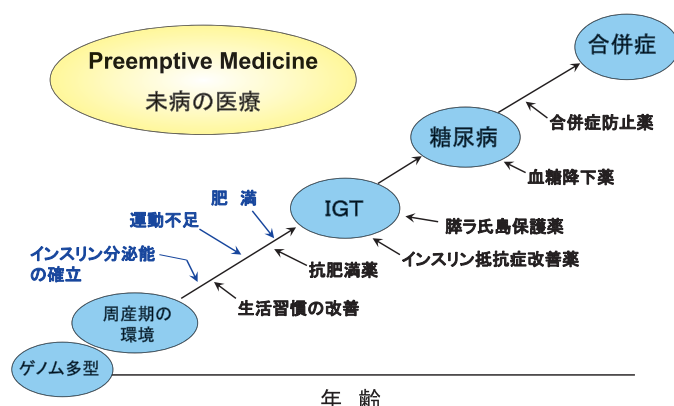 Preemptive Medicine
未病の医療
合併症
合併症防止薬
糖尿病
血糖降下薬
肥 満
IGT
運動不足
膵ラ氏島保護薬
インスリン分泌能
の確立
抗肥満薬
インスリン抵抗症改善薬
生活習慣の改善
周産期の
環境
ゲノム多型
年 齢